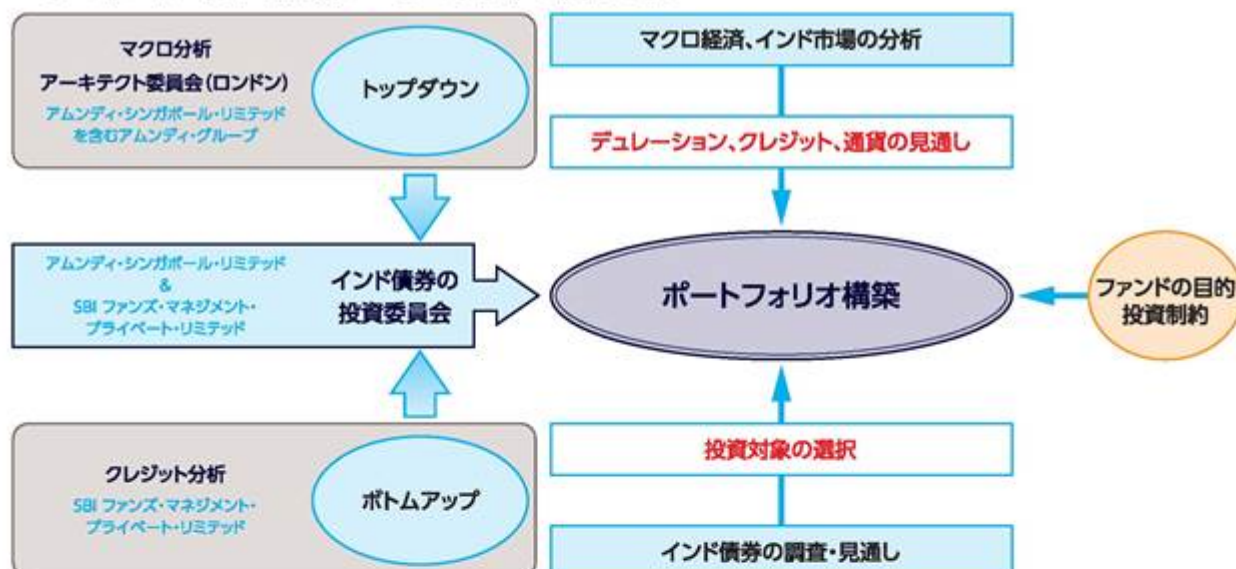 マクロ分析
アーキテクト委員会(ロンドン)
アムンディ・シンガポール・リミテッド
を含むアムンディ・グループ
トップダウン
マクロ経済、インド市場の分析
デュレーション、クレジット、通貨の見通し
アムンディ・シンガポール・リミテッド
&
SBI ファンズ・マネジメント・
プライベート・リミテッド
インド債券の
投資委員会
ポートフォリオ構築
ファンドの目的
投資制約
クレジット分析
SBI ファンズ・マネジメント・
プライベート・リミテッド
ボトムアップ
投資対象の選択
インド債券の調査・見通し